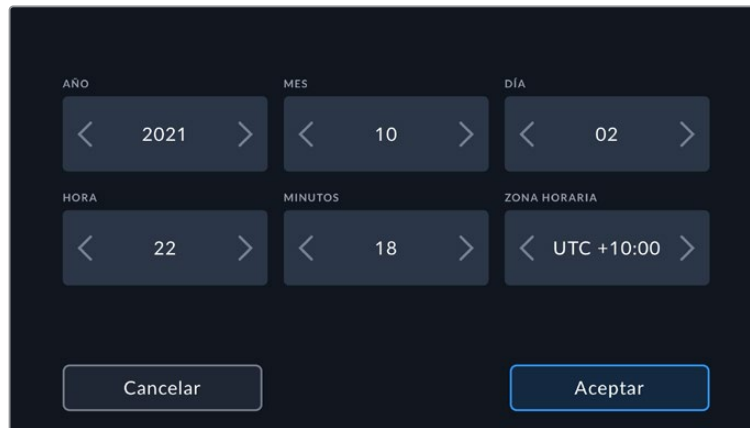 AÑO MES DÍA
2021 10 02
HORA MINUTOS ZONA HORARIA
22 18 UTC +10:00
Cancelar Aceptar